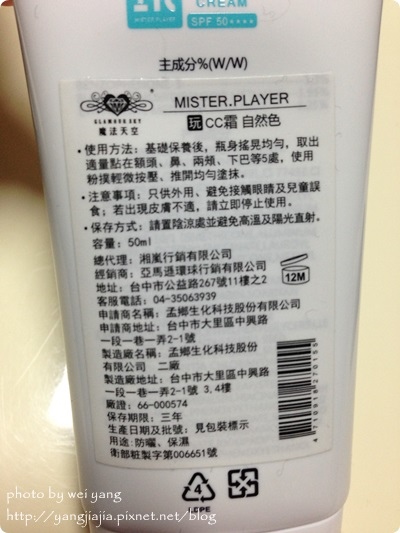 CREAM
MISTER.PLAYER
SPF 50
主成分%(W/W)
GLAMOUR SKY
魔法天空
MISTER.PLAYER
玩CC霜 自然色
•使用方法：基礎保養後，瓶身搖晃均勻，取出
適量點在額頭、鼻、兩頰、下巴等5處，使用
粉撲輕微按壓、推開均勻塗抹。
•注意事項：只供外用、避免接觸眼睛及兒童誤
食；若出現皮膚不適，請立即停止使用。
•保存方式：請置陰涼處並避免高溫及陽光直射。
容量：50ml
總代理：湘嵐行銷有限公司
經銷商：亞馬遜環球行銷有限公司
地址：台中市公益路267號11樓之2
客服電話：04-35063939
申請商名稱：孟鄉生化科技股份有限公司
申請商地址：台中市大里區中興路
一段一巷一弄2-1號
製造廠名稱：孟鄉生化科技股份
有限公司 二廠
製造廠地址：台中市大里區中興路
一段一巷一弄2-1號 3.4樓
廠證：66-000574
保存期限：三年
生產日期及批號：見包裝標示
用途：防曬、保濕
衛部粧製字第006651號
12M
4710918270155
4
LDPE
photo by wei yang
http://yangjiajia.pixnet.net/blog